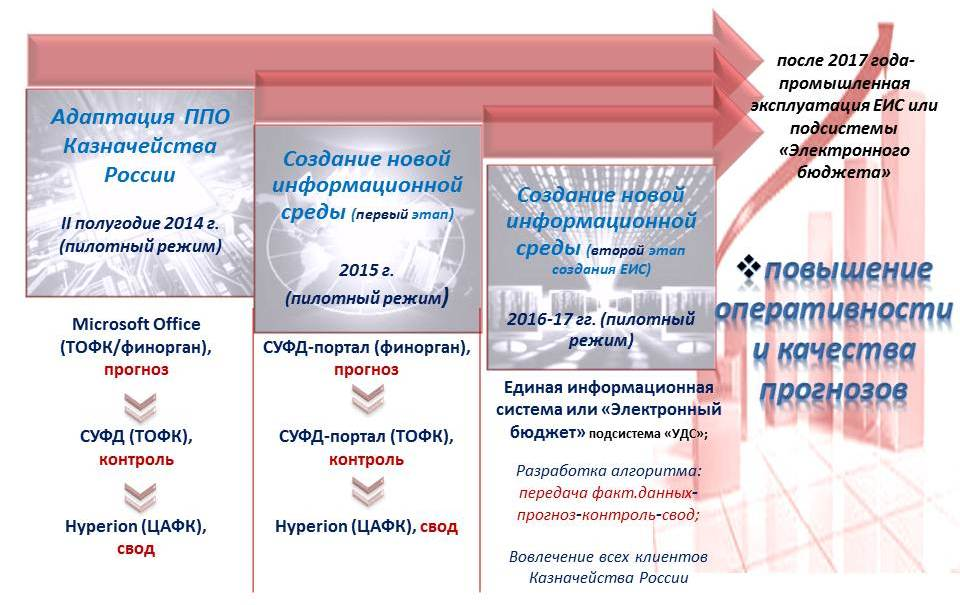 Адаптация ППО
Казначейства
России
II полугодие 2014 г.
(пилотный режим)
Microsoft Office
(ТОФК/финорган),
прогноз
СУФД (ТОФК),
контроль
Hyperion (ЦАФК),
свод
Создание новой
информационной
среды (первый этап)
2015 г.
(пилотный режим)
СУФД-портал (финорган),
прогноз
СУФД-портал (ТОФК),
контроль
Hyperion (ЦАФК), свод
Создание новой
информационной
среды (второй этап
создания ЕИС)
2016-17 гг. (пилотный
режим)
Единая информационная
система или «Электронный
бюджет» подсистема «УДС»;
Разработка алгоритма:
передача факт.данных-
прогноз-контроль-свод;
Вовлечение всех клиентов
Казначейства России
после 2017 года-
промышленная
эксплуатация ЕИС или
подсистемы
«Электронного
бюджета»
❖повышение
оперативности
и качества
прогнозов